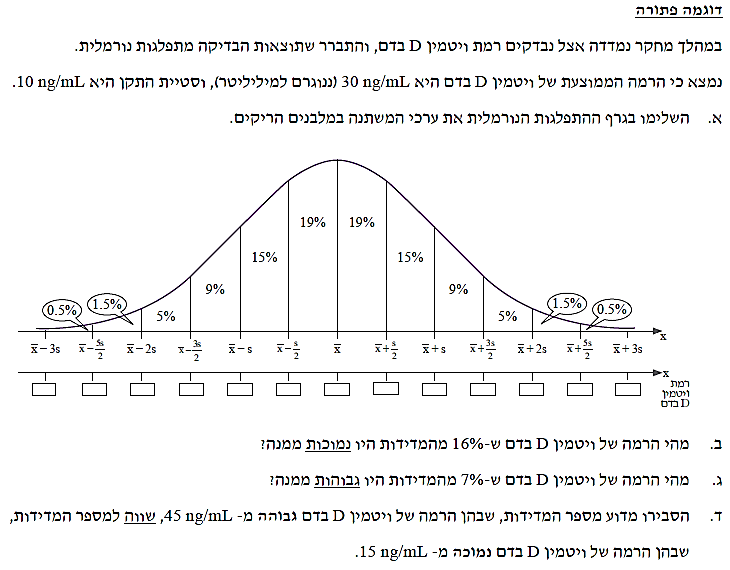 דוגמה פתורה
במהלך מחקר נמדדה אצל נבדקים רמת ויטמין D בדם, והתברר שתוצאות הבדיקה מתפלגות נורמלית.
נמצא כי הרמה הממוצעת של ויטמין D בדם היא 30 ng/mL (ננוגרם למיליליטר), וסטיית התקן היא 10 ng/mL.
א. השלימו בגרף ההתפלגות הנורמלית את ערכי המשתנה במלבנים הריקים.
19% 19%
15% 15%
9% 9%
0.5% 1.5% 5% 5% 1.5% 0.5%
x
x̄ − 3s x̄ − 5s/2 x̄ − 2s x̄ − 3s/2 x̄ − s x̄ − s/2 x̄ x̄ + s/2 x̄ + s x̄ + 3s/2 x̄ + 2s x̄ + 5s/2 x̄ + 3s
x
רמת
ויטמין
D בדם
ב. מהי הרמה של ויטמין D בדם ש-16% מהמדידות היו נמוכות ממנה?
ג. מהי הרמה של ויטמין D בדם ש-7% מהמדידות היו גבוהות ממנה?
ד. הסבירו מדוע מספר המדידות, שבהן הרמה של ויטמין D בדם גבוהה מ- 45 ng/mL, שווה למספר המדידות,
שבהן הרמה של ויטמין D בדם נמוכה מ- 15 ng/mL.